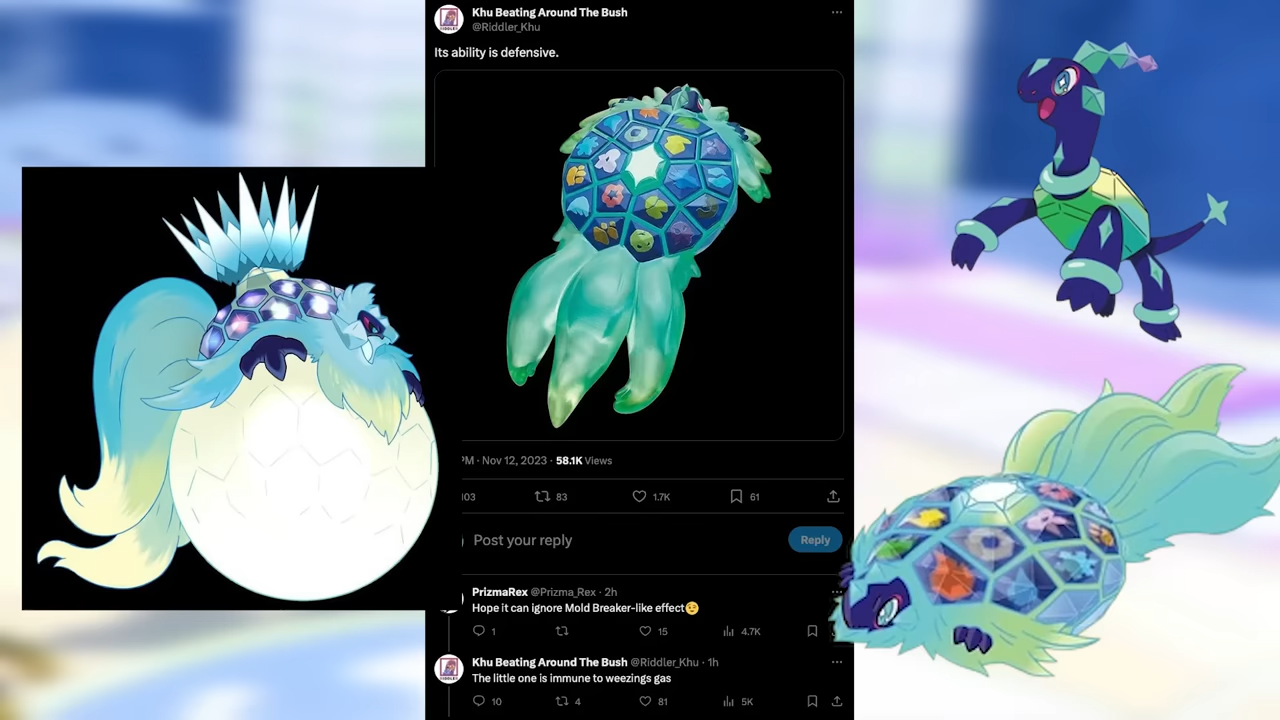 Khu Beating Around The Bush
@Riddler_Khu
Its ability is defensive.
PM · Nov 12, 2023 · 58.1K Views
103 83 1.7K 61
Post your reply
Reply
PrizmaRex @Prizma_Rex · 2h
Hope it can ignore Mold Breaker-like effect
1 15 4.7K
Khu Beating Around The Bush @Riddler_Khu · 1h
The little one is immune to weezings gas
10 4 81 5K